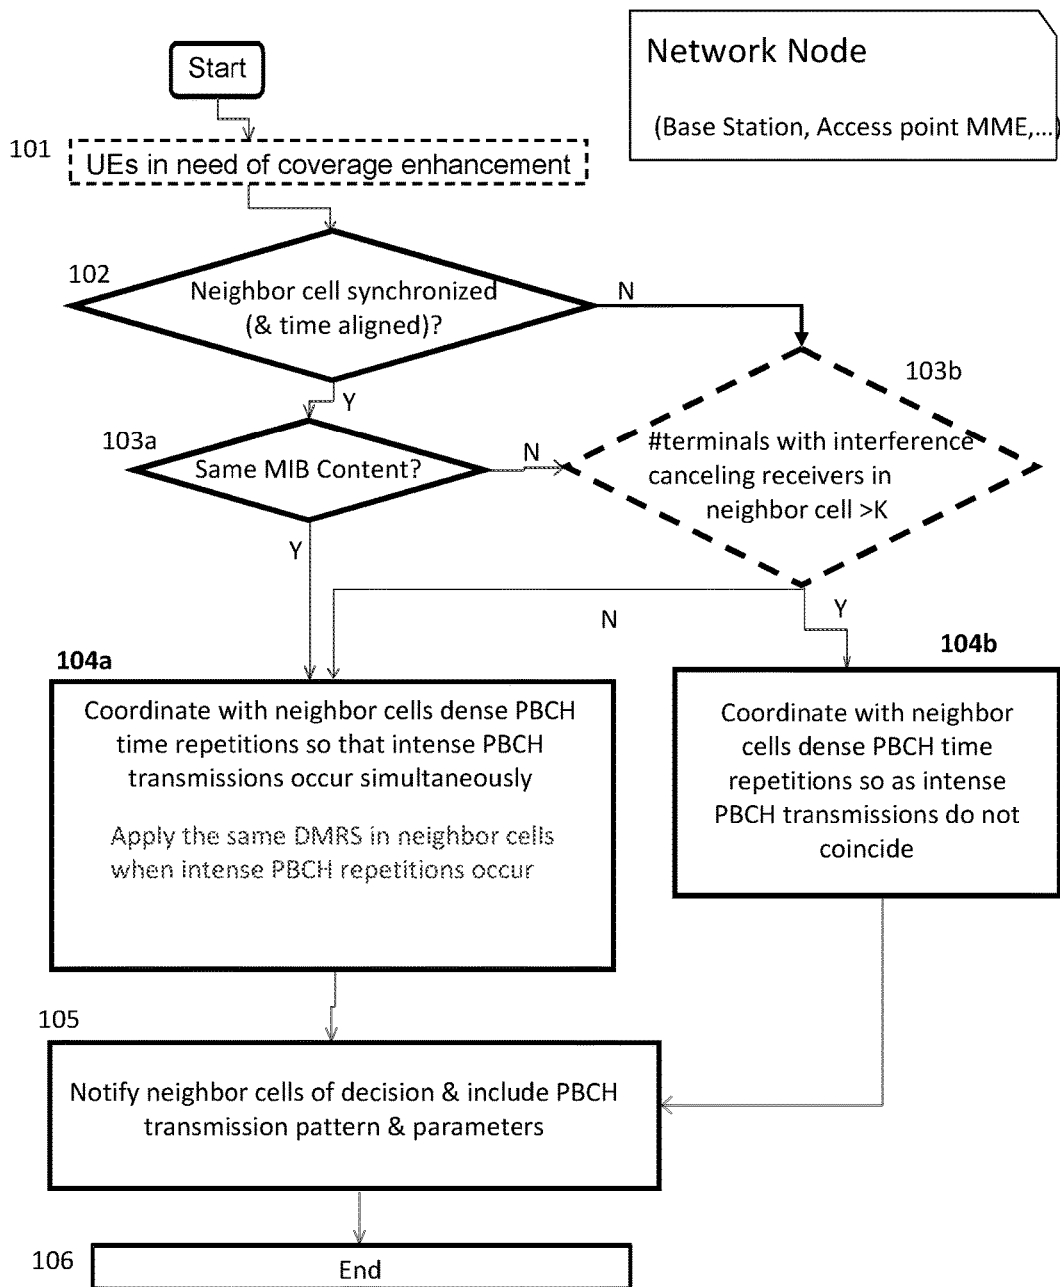 Start
Network Node
(Base Station, Access point MME,...)
101
UEs in need of coverage enhancement
102
Neighbor cell synchronized
(& time aligned)?
N
Y
103b
103a
Same MIB Content?
N
#terminals with interference
canceling receivers in
neighbor cell >K
Y
N
Y
104a
104b
Coordinate with neighbor cells dense PBCH
time repetitions so that intense PBCH
transmissions occur simultaneously
Apply the same DMRS in neighbor cells
when intense PBCH repetitions occur
Coordinate with neighbor
cells dense PBCH time
repetitions so as intense
PBCH transmissions do not
coincide
105
Notify neighbor cells of decision & include PBCH
transmission pattern & parameters
106
End